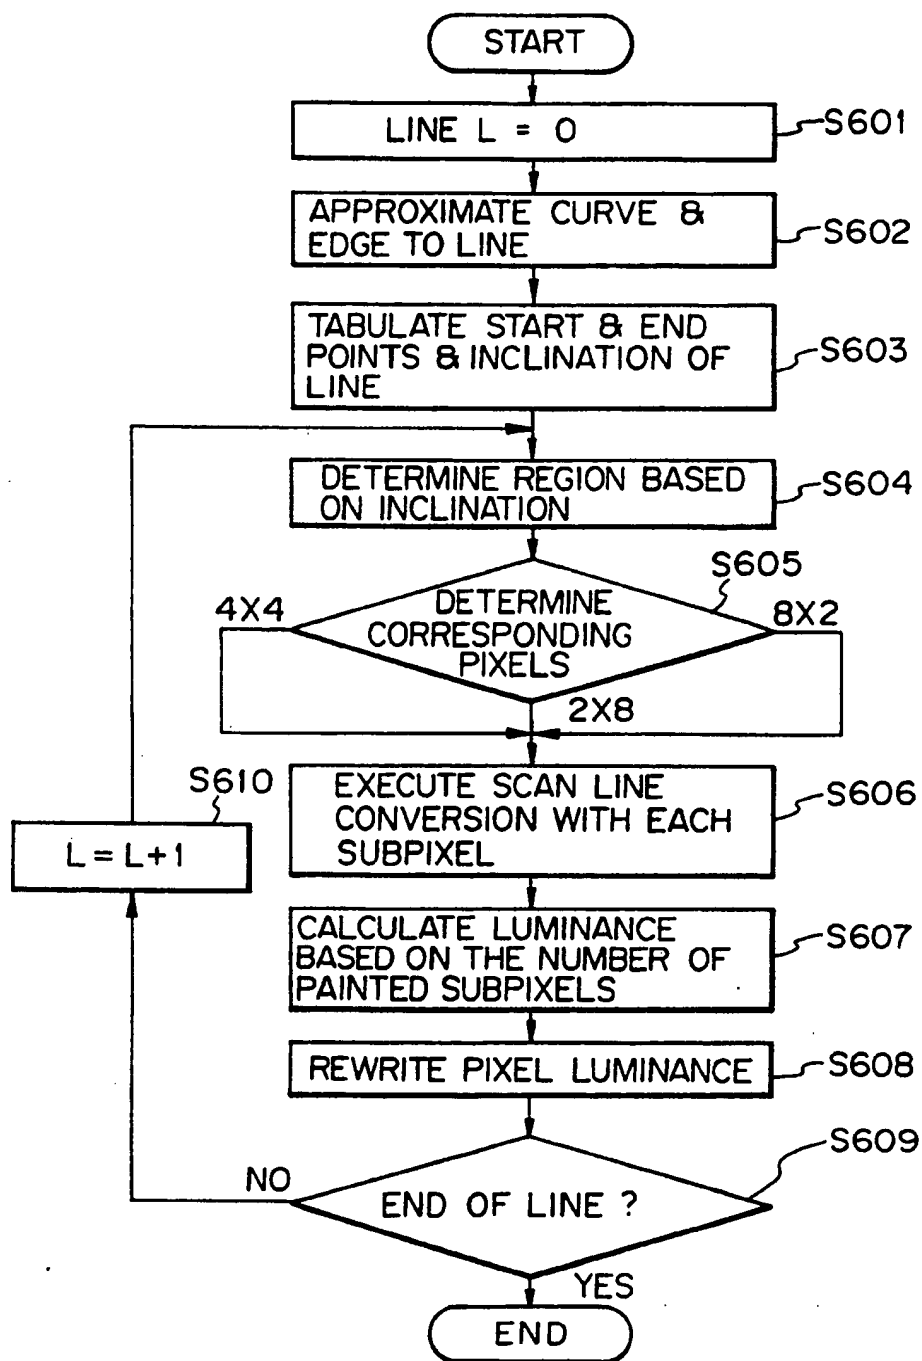 START
LINE L = 0
S601
APPROXIMATE CURVE &
EDGE TO LINE
S602
TABULATE START & END
POINTS & INCLINATION OF
LINE
S603
DETERMINE REGION BASED
ON INCLINATION
S604
S605
4X4
DETERMINE
CORRESPONDING
PIXELS
8X2
2X8
S610
L = L+1
EXECUTE SCAN LINE
CONVERSION WITH EACH
SUBPIXEL
S606
CALCULATE LUMINANCE
BASED ON THE NUMBER OF
PAINTED SUBPIXELS
S607
REWRITE PIXEL LUMINANCE
S608
S609
NO
END OF LINE ?
YES
END